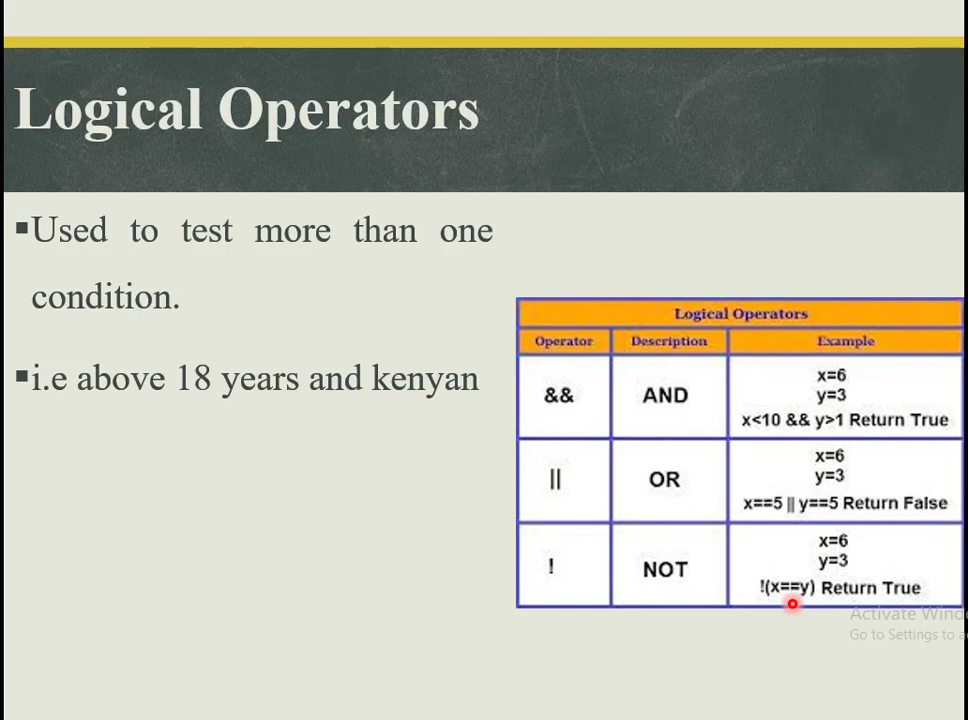 Logical Operators
▪Used to test more than one
condition.
▪i.e above 18 years and kenyan
Logical Operators
Operator Description Example
&& AND x=6
y=3
x<10 && y>1 Return True
|| OR x=6
y=3
x==5 || y==5 Return False
! NOT x=6
y=3
!(x==y) Return True
Activate
Go to Settings to